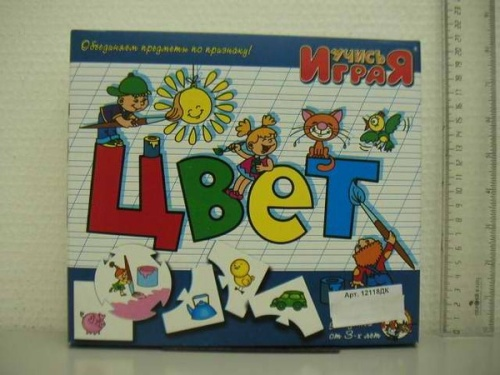 Объединяем предметы по признаку!
УЧИСЬ
ИГРАЯ
Цвет
Арт. 12118ДК
от 3-х лет